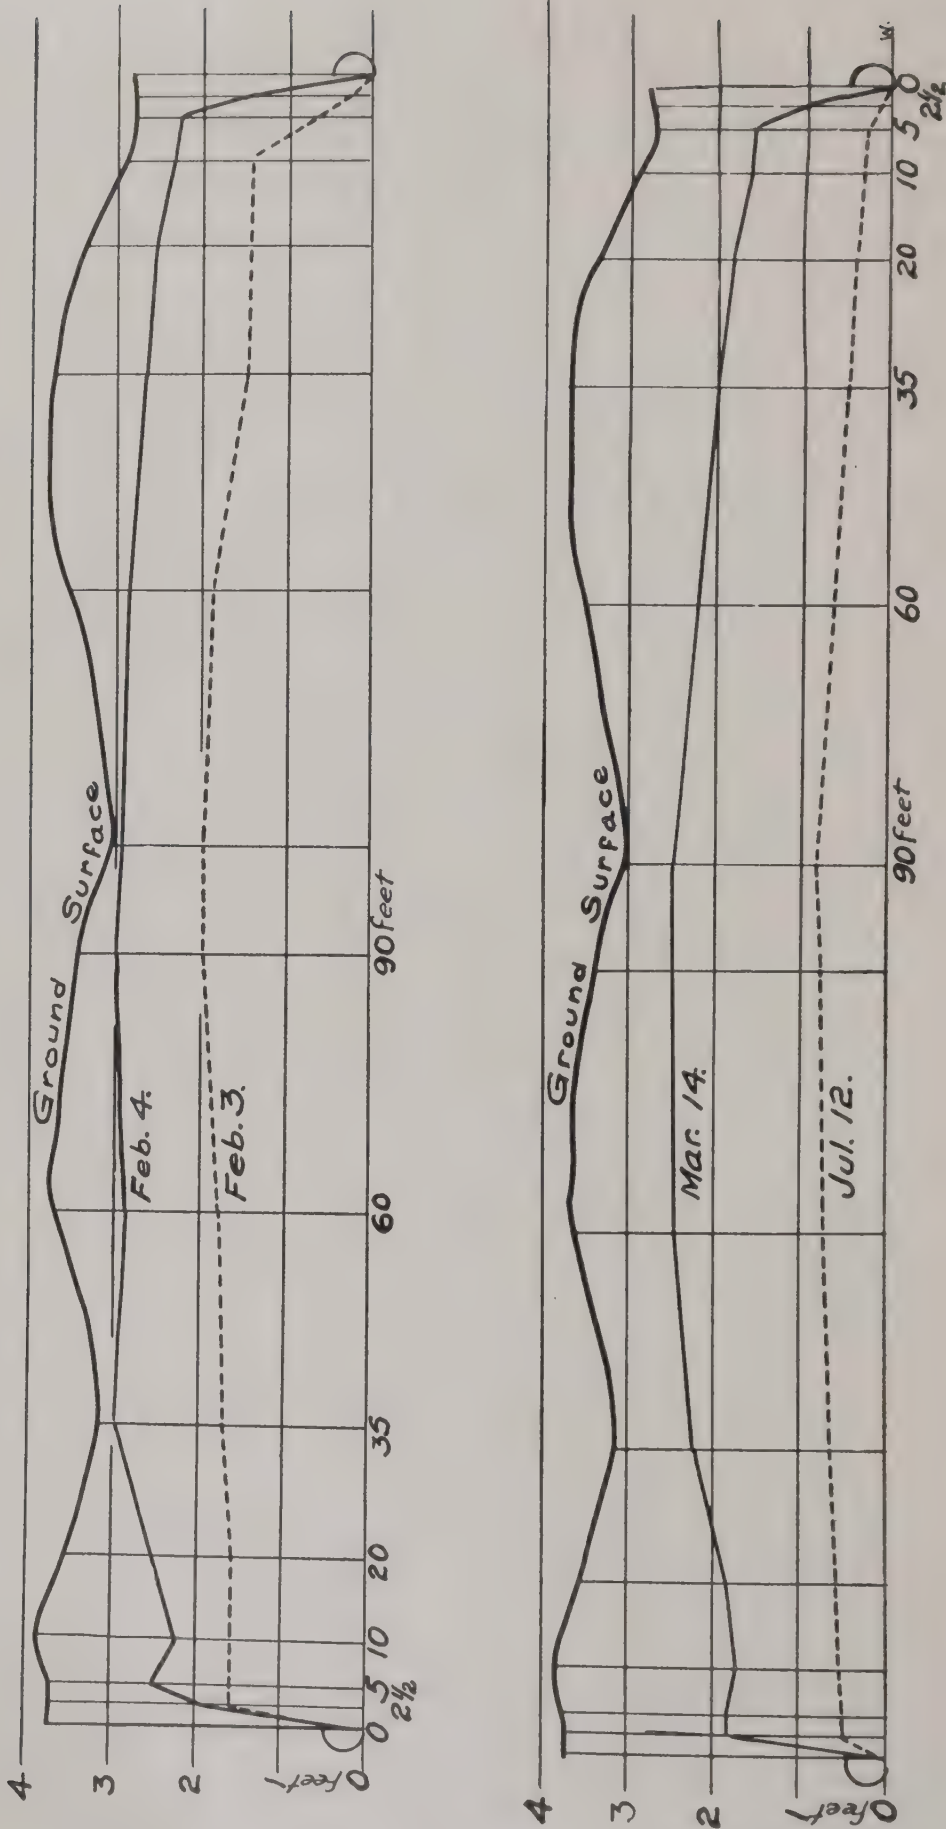 4
Ground Surface
3
Feb. 4.
2
Feb. 3.
1
feet
0
0 2½ 5 10 20 35 60 90 feet
4
Ground Surface
3
Mar. 14.
2
1
Jul. 12.
feet
0
W.
90 feet 60 35 20 10 5 2½ 0